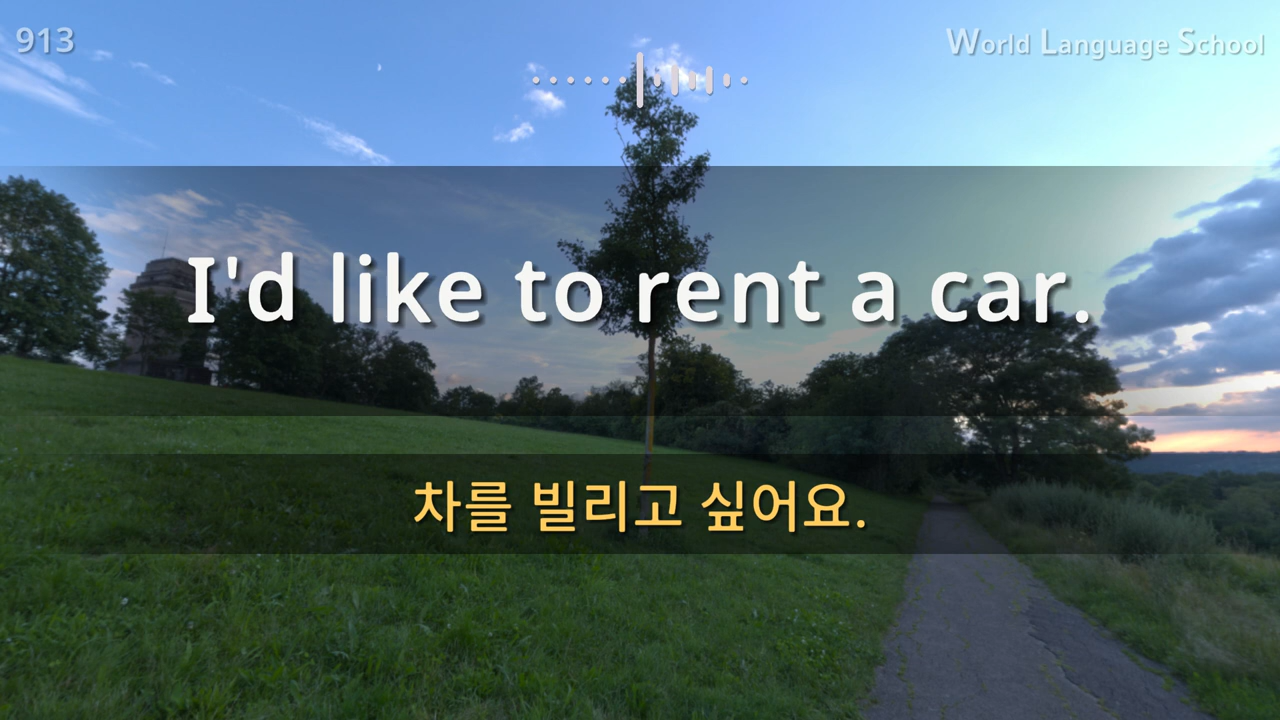 913
World Language School
I'd like to rent a car.
차를 빌리고 싶어요.